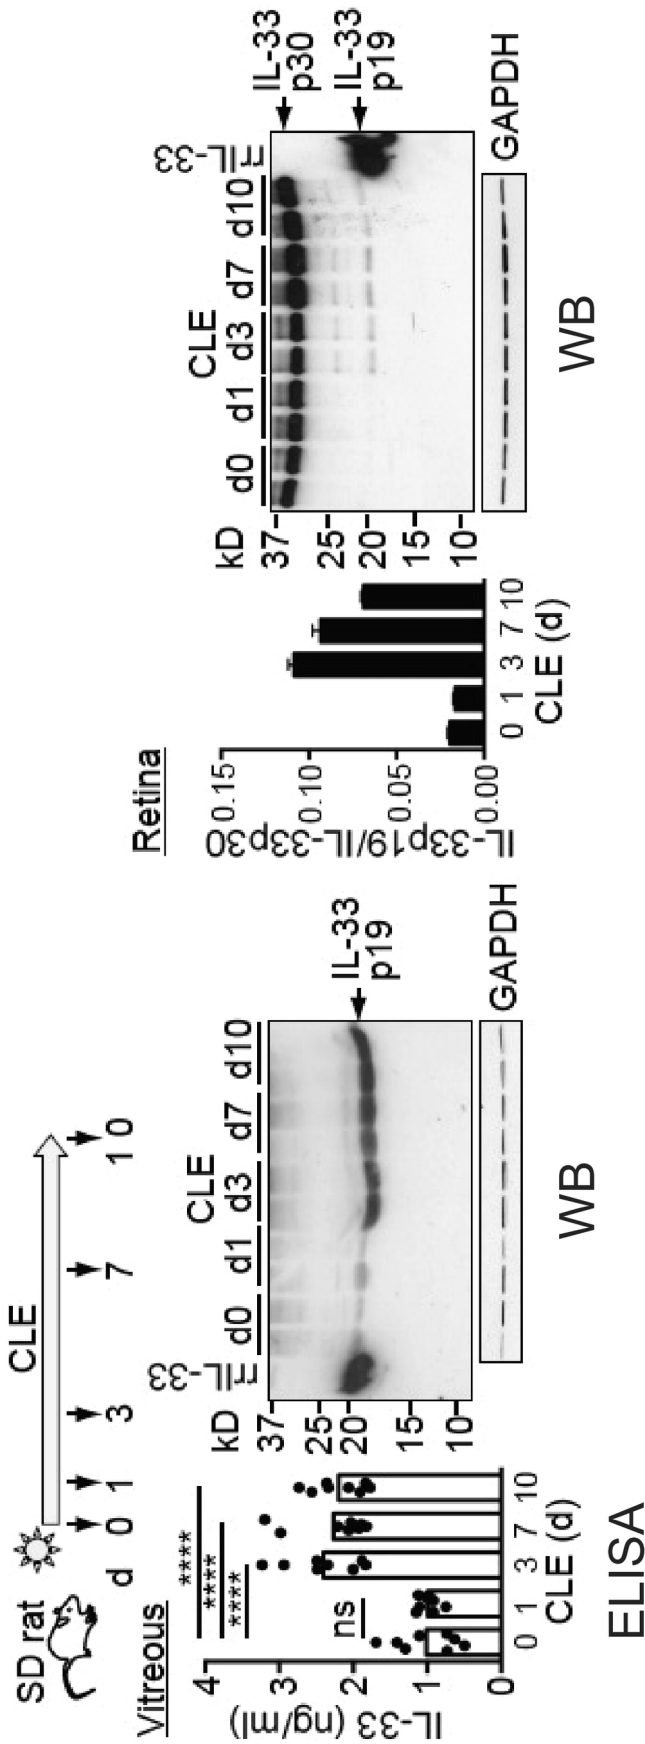 SD rat
CLE
d 0 1 3 7 10
Vitreous
IL-33 (ng/ml)
4
3
2
1
0
****
****
****
ns
0 1 3 7 10
CLE (d)
ELISA
kD
37
25
20
15
10
rIL-33
CLE
d0 d1 d3 d7 d10
IL-33
p19
GAPDH
WB
Retina
IL-33p19/IL-33p30
0.15
0.10
0.05
0.00
0 1 3 7 10
CLE (d)
kD
37
25
20
15
10
CLE
d0 d1 d3 d7 d10
rIL-33
IL-33
p30
IL-33
p19
GAPDH
WB